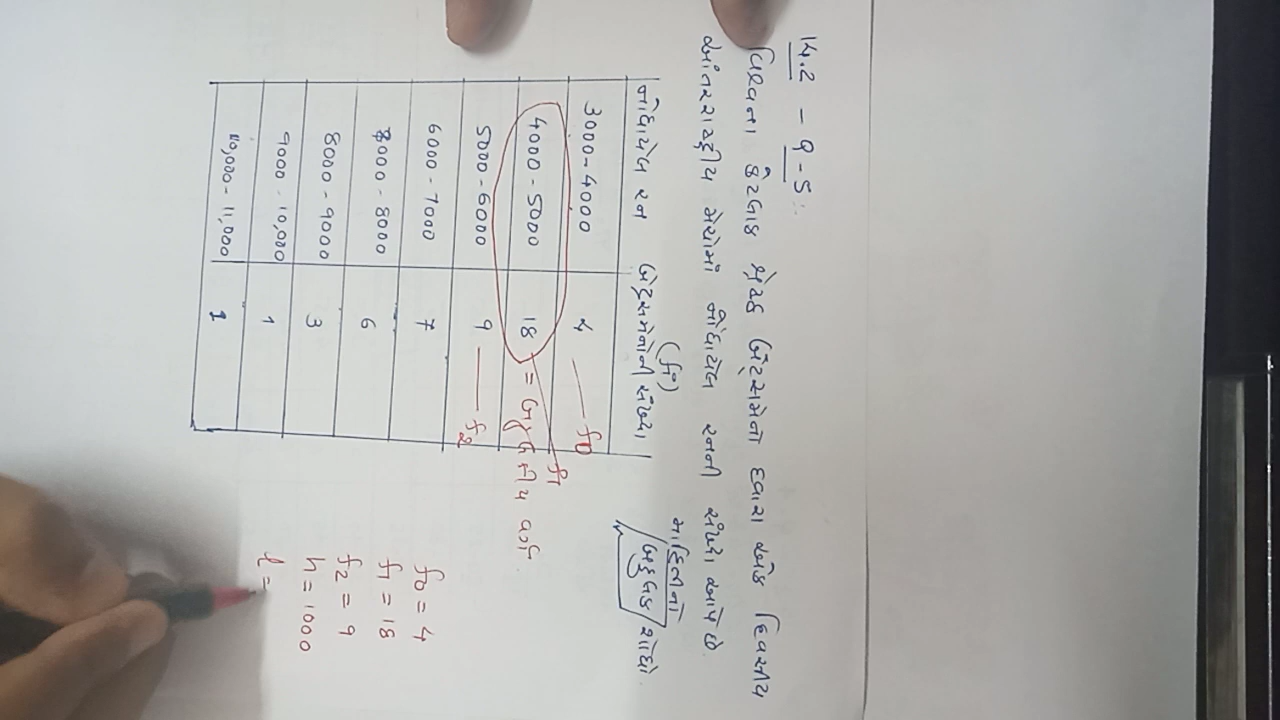 14.2 - 9-5:
વિશ્વના કેટલાક શ્રેષ્ઠ બેટ્સમેનો દ્વારા એક દિવસીય
આંતરરાષ્ટ્રીય મેચોમાં નોંધાયેલ રનની સંખ્યા આપે છે.
માહિતીનો
બહુલક શોધો.
નોંધાયેલ રન બેટ્સમેનોની સંખ્યા
(fi)
3000-4000 4 f0
4000-5000 18 = બહુલકીય વર્ગ f1
5000-6000 9 f2
6000-7000 7
7000-8000 6
8000-9000 3
9000-10,000 1
10,000-11,000 1
f0 = 4
f1 = 18
f2 = 9
h = 1000
l =